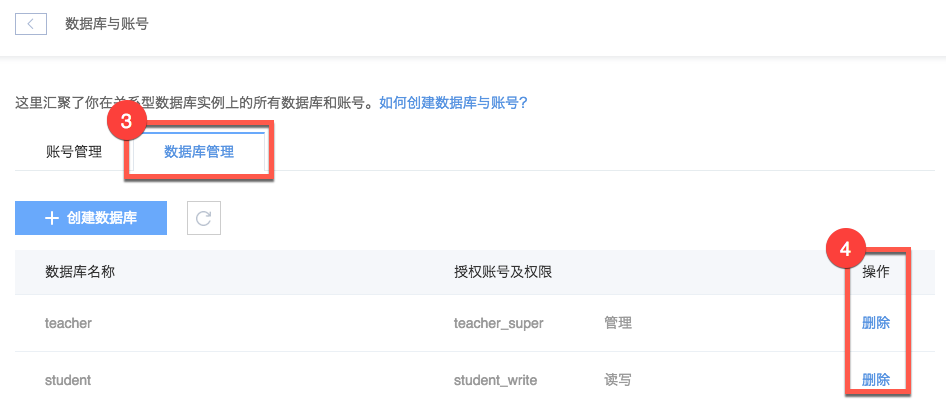 数据库与账号
这里汇聚了你在关系型数据库实例上的所有数据库和账号。如何创建数据库与账号?
3
账号管理 数据库管理
创建数据库
4
数据库名称 授权账号及权限 操作
teacher teacher_super 管理 删除
student student_write 读写 删除